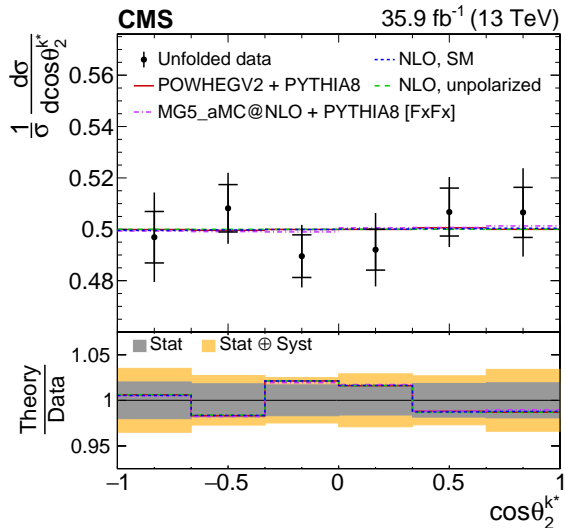 CMS 35.9 fb⁻¹ (13 TeV)
1/σ dσ/dcosθ₂ᵏ*
0.56
0.54
0.52
0.5
0.48
Unfolded data
POWHEGV2 + PYTHIA8
MG5_aMC@NLO + PYTHIA8 [FxFx]
NLO, SM
NLO, unpolarized
Theory/Data
1.05
1
0.95
Stat
Stat ⊕ Syst
−1 −0.5 0 0.5 1
cosθ₂ᵏ*